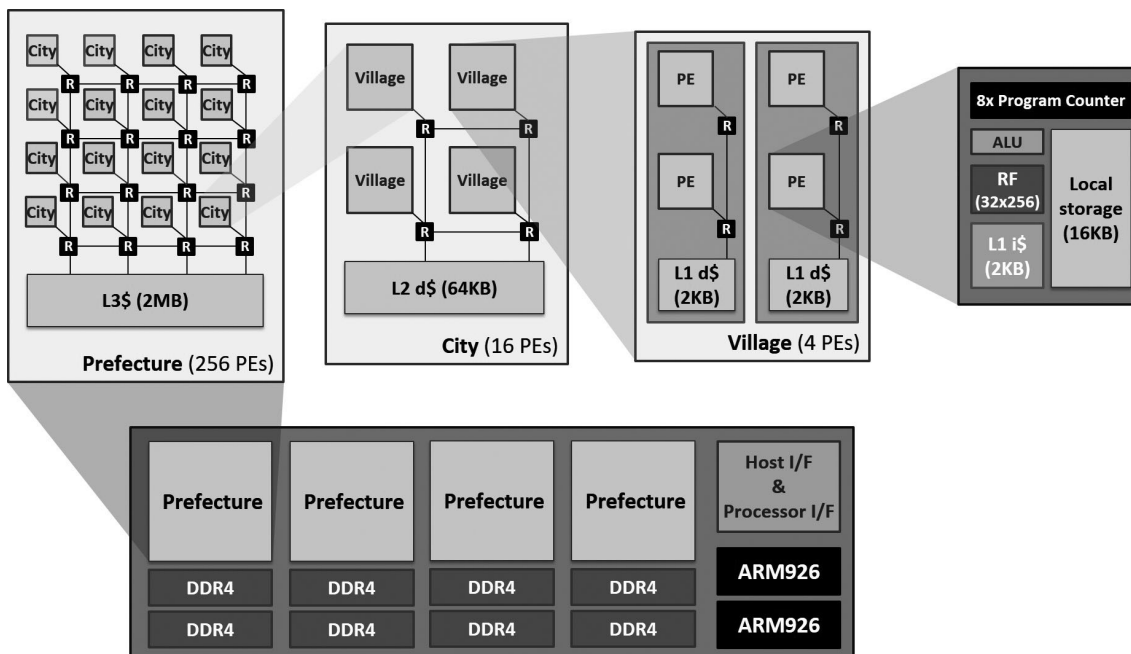 City City City City
R R R R
City City City City
R R R R
City City City City
R R R R
City City City City
R R R R
L3$ (2MB)
Prefecture (256 PEs)
Village Village
R R
Village Village
R R
L2 d$ (64KB)
City (16 PEs)
PE PE
R R
PE PE
R R
L1 d$ L1 d$
(2KB) (2KB)
Village (4 PEs)
8x Program Counter
ALU
RF
(32x256)
L1 i$
(2KB)
Local
storage
(16KB)
Prefecture Prefecture Prefecture Prefecture
DDR4 DDR4 DDR4 DDR4
DDR4 DDR4 DDR4 DDR4
Host I/F
&
Processor I/F
ARM926
ARM926